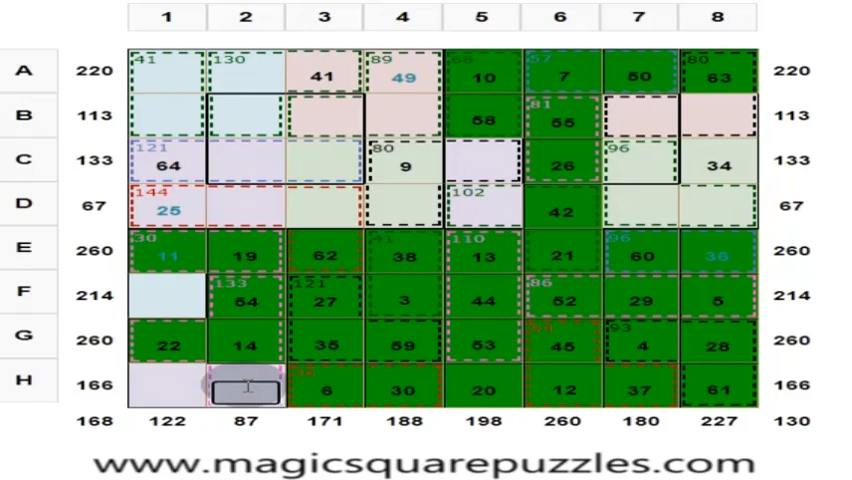 1 2 3 4 5 6 7 8
A 220 41 130 41 89 49 68 10 57 7 50 80 63 220
B 113 58 81 55 113
C 133 121 64 80 9 26 96 34 133
D 67 144 25 102 42 67
E 260 30 11 19 62 41 38 110 13 21 96 60 36 260
F 214 133 54 121 27 3 44 86 52 29 5 214
G 260 22 14 35 59 53 94 45 93 4 28 260
H 166 6 30 20 12 37 61 166
168 122 87 171 188 198 260 180 227 130
www.magicsquarepuzzles.com